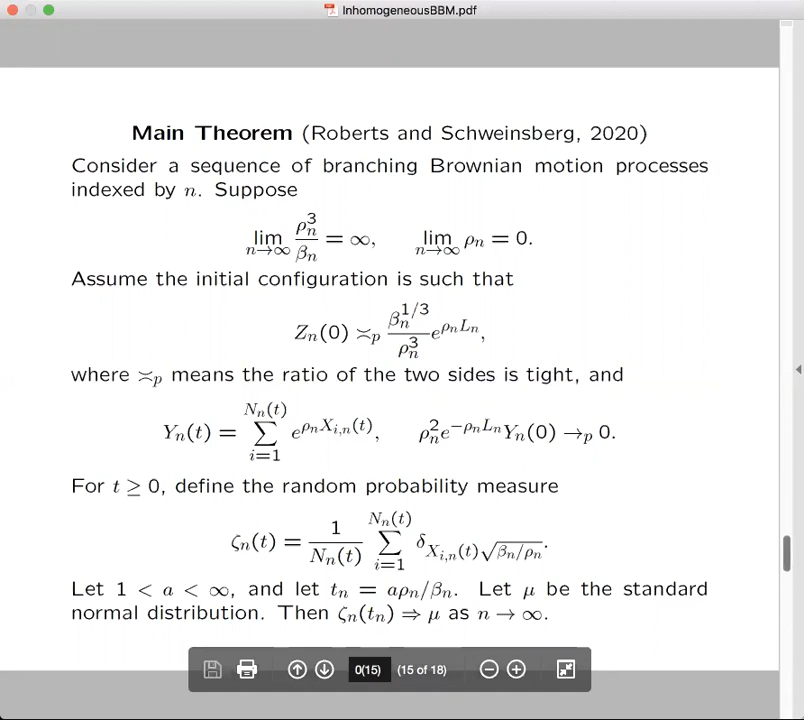 InhomogeneousBBM.pdf
Main Theorem (Roberts and Schweinsberg, 2020)
Consider a sequence of branching Brownian motion processes
indexed by n. Suppose
lim_{n→∞} ρ_n^3/β_n = ∞, lim_{n→∞} ρ_n = 0.
Assume the initial configuration is such that
Z_n(0) ≍_p β_n^{1/3}/ρ_n^3 e^{ρ_n L_n},
where ≍_p means the ratio of the two sides is tight, and
Y_n(t) = ∑_{i=1}^{N_n(t)} e^{ρ_n X_{i,n}(t)}, ρ_n^2 e^{-ρ_n L_n} Y_n(0) →_p 0.
For t ≥ 0, define the random probability measure
ζ_n(t) = 1/N_n(t) ∑_{i=1}^{N_n(t)} δ_{X_{i,n}(t)√(β_n/ρ_n)}.
Let 1 < a < ∞, and let t_n = aρ_n/β_n. Let μ be the standard
normal distribution. Then ζ_n(t_n) ⇒ μ as n → ∞.
0(15) (15 of 18)